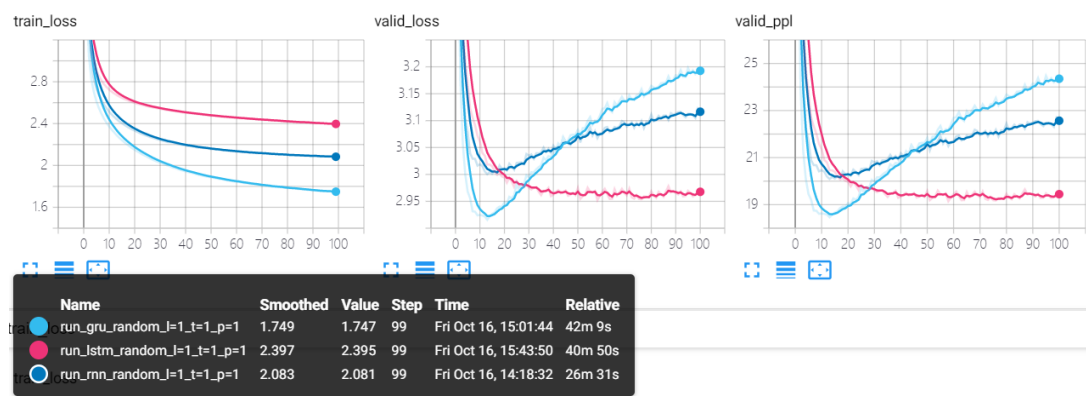 train_loss
valid_loss
valid_ppl
2.8
2.4
2
1.6
0 10 20 30 40 50 60 70 80 90 100
3.2
3.15
3.1
3.05
3
2.95
0 10 20 30 40 50 60 70 80 90 100
25
23
21
19
0 10 20 30 40 50 60 70 80 90 100
Name Smoothed Value Step Time Relative
run_gru_random_l=1_t=1_p=1 1.749 1.747 99 Fri Oct 16, 15:01:44 42m 9s
run_lstm_random_l=1_t=1_p=1 2.397 2.395 99 Fri Oct 16, 15:43:50 40m 50s
run_rnn_random_l=1_t=1_p=1 2.083 2.081 99 Fri Oct 16, 14:18:32 26m 31s